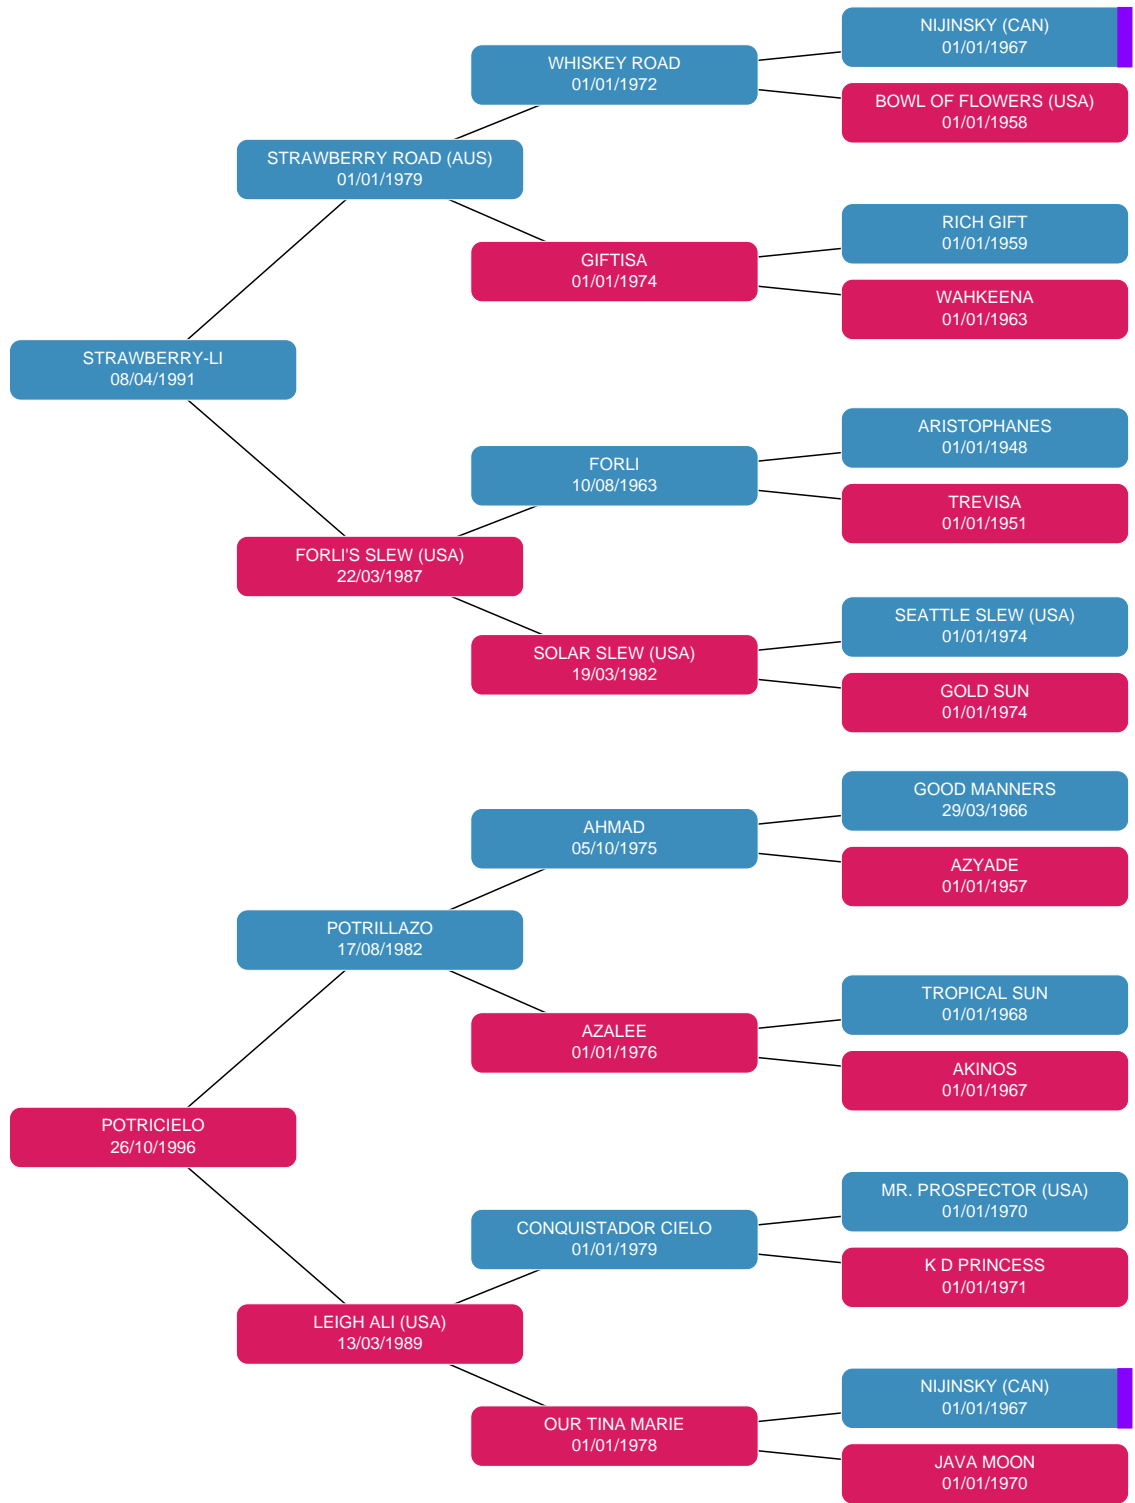 NIJINSKY (CAN)
01/01/1967
WHISKEY ROAD
01/01/1972
BOWL OF FLOWERS (USA)
01/01/1958
STRAWBERRY ROAD (AUS)
01/01/1979
RICH GIFT
01/01/1959
GIFTISA
01/01/1974
WAHKEENA
01/01/1963
STRAWBERRY-LI
08/04/1991
ARISTOPHANES
01/01/1948
FORLI
10/08/1963
TREVISA
01/01/1951
FORLI'S SLEW (USA)
22/03/1987
SEATTLE SLEW (USA)
01/01/1974
SOLAR SLEW (USA)
19/03/1982
GOLD SUN
01/01/1974
GOOD MANNERS
29/03/1966
AHMAD
05/10/1975
AZYADE
01/01/1957
POTRILLAZO
17/08/1982
TROPICAL SUN
01/01/1968
AZALEE
01/01/1976
AKINOS
01/01/1967
POTRICIELO
26/10/1996
MR. PROSPECTOR (USA)
01/01/1970
CONQUISTADOR CIELO
01/01/1979
K D PRINCESS
01/01/1971
LEIGH ALI (USA)
13/03/1989
NIJINSKY (CAN)
01/01/1967
OUR TINA MARIE
01/01/1978
JAVA MOON
01/01/1970